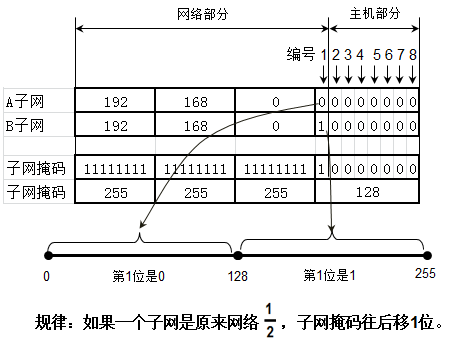 网络部分 主机部分
编号 1 2 3 4 5 6 7 8
A子网 192 168 0 0 0 0 0 0 0 0 0
B子网 192 168 0 1 0 0 0 0 0 0 0
子网掩码 11111111 11111111 11111111 1 0 0 0 0 0 0 0
子网掩码 255 255 255 128
0 第1位是0 128 第1位是1 255
规律：如果一个子网是原来网络 1/2 ，子网掩码往后移1位。